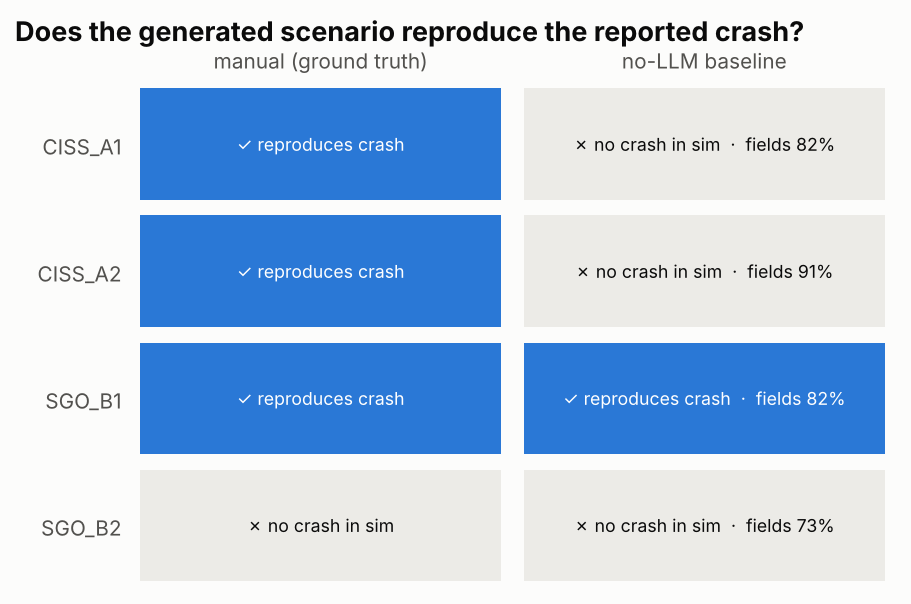 Does the generated scenario reproduce the reported crash?
manual (ground truth)
no-LLM baseline
CISS_A1
✓ reproduces crash
× no crash in sim · fields 82%
CISS_A2
✓ reproduces crash
× no crash in sim · fields 91%
SGO_B1
✓ reproduces crash
✓ reproduces crash · fields 82%
SGO_B2
× no crash in sim
× no crash in sim · fields 73%